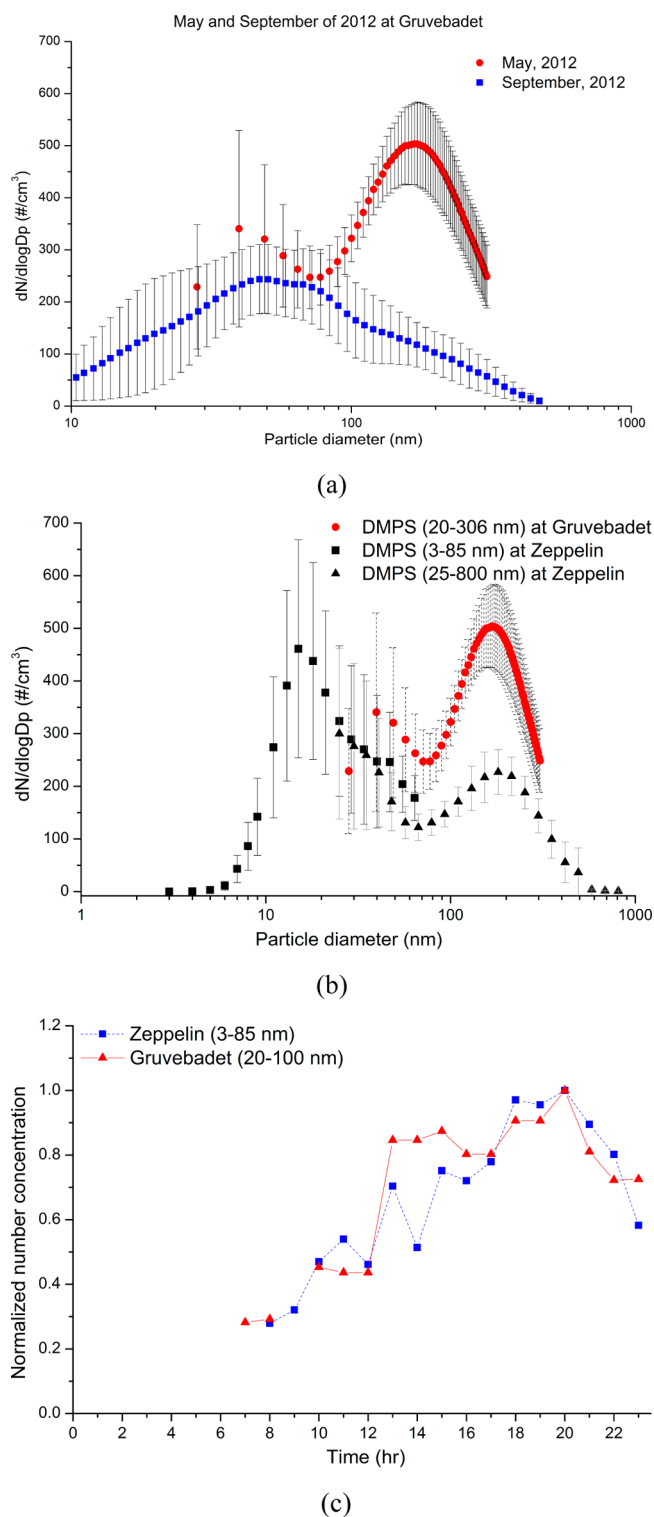 May and September of 2012 at Gruvebadet
700
600
500
400
300
200
100
0
dN/dlogDp (#/cm³)
May, 2012
September, 2012
10 100 1000
Particle diameter (nm)
(a)
700
600
500
400
300
200
100
0
dN/dlogDp (#/cm³)
DMPS (20-306 nm) at Gruvebadet
DMPS (3-85 nm) at Zeppelin
DMPS (25-800 nm) at Zeppelin
1 10 100 1000
Particle diameter (nm)
(b)
1.2
1.0
0.8
0.6
0.4
0.2
0.0
Normalized number concentration
Zeppelin (3-85 nm)
Gruvebadet (20-100 nm)
0 2 4 6 8 10 12 14 16 18 20 22
Time (hr)
(c)